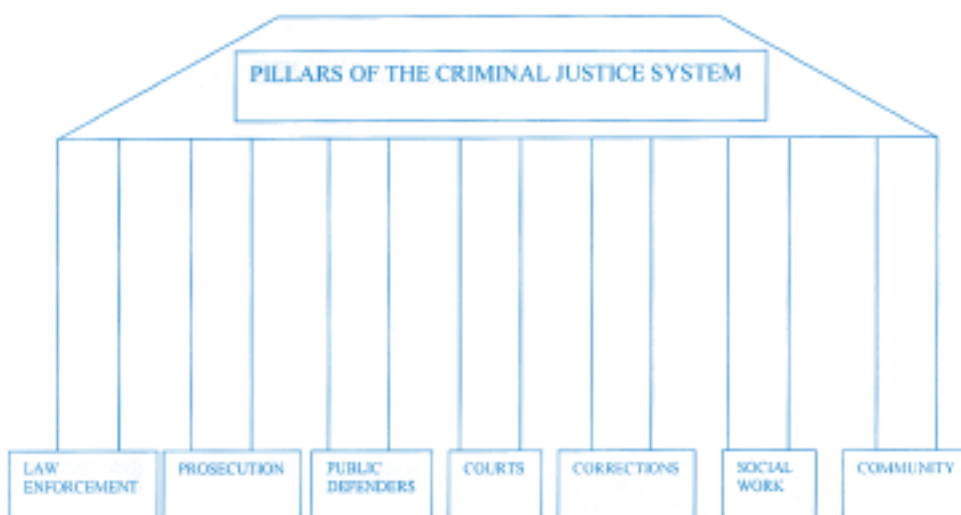 PILLARS OF THE CRIMINAL JUSTICE SYSTEM
LAW
ENFORCEMENT
PROSECUTION
PUBLIC
DEFENDERS
COURTS
CORRECTIONS
SOCIAL
WORK
COMMUNITY